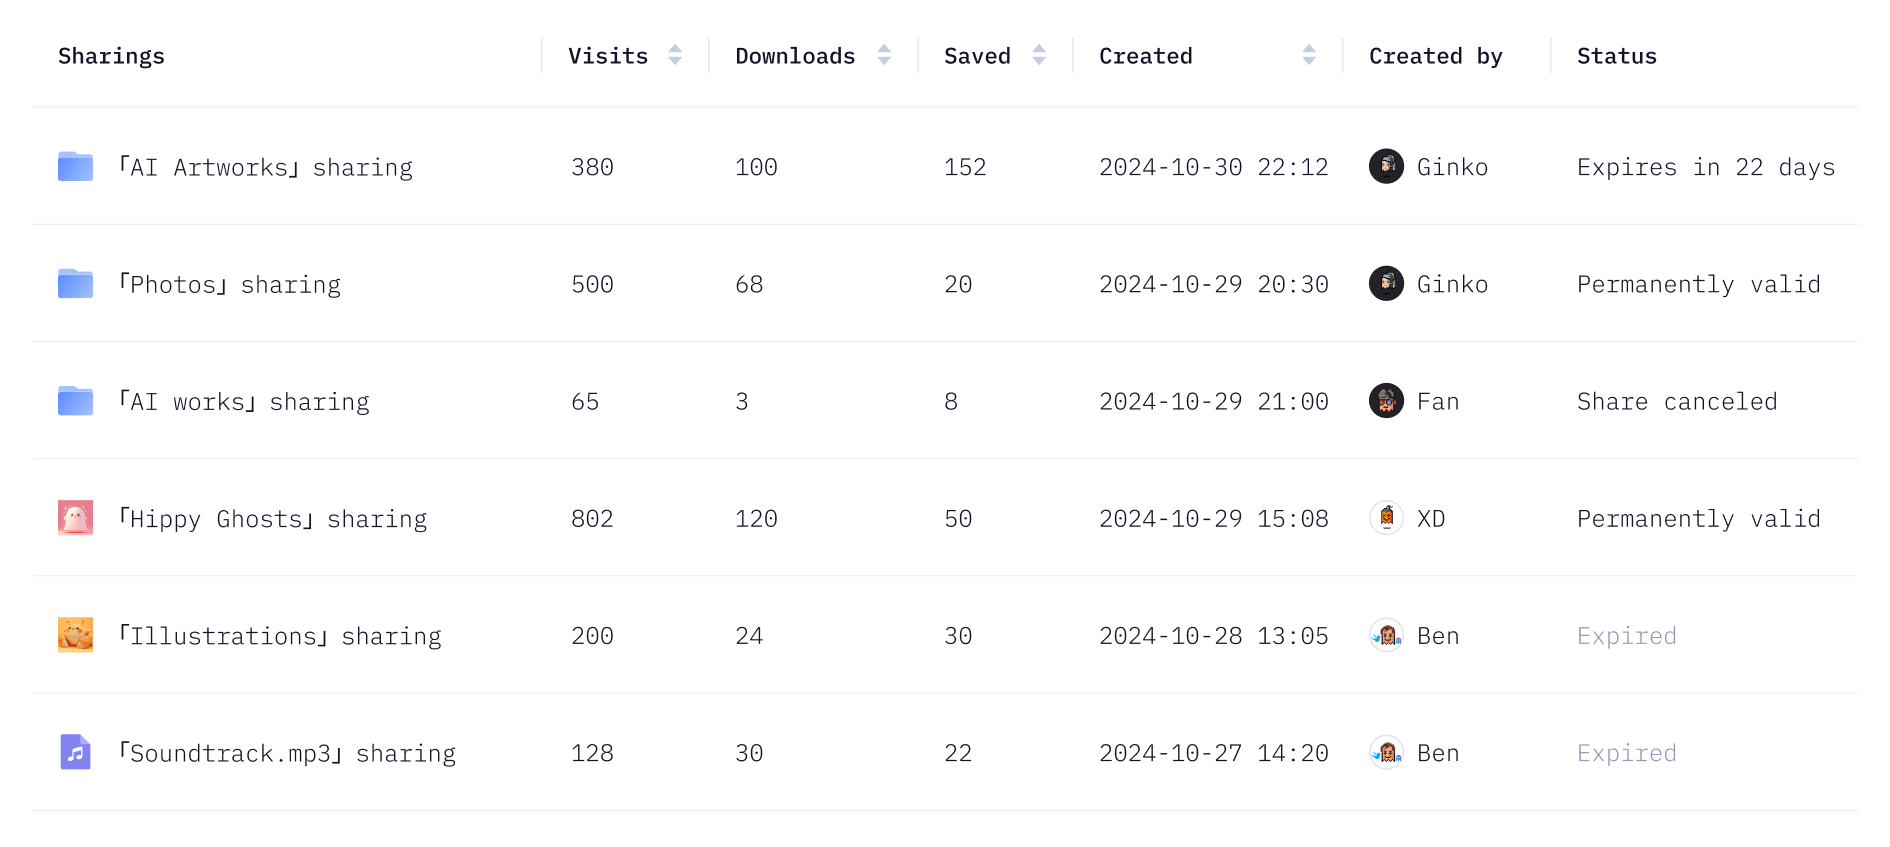 Sharings Visits Downloads Saved Created Created by Status
「AI Artworks」sharing 380 100 152 2024-10-30 22:12 Ginko Expires in 22 days
「Photos」sharing 500 68 20 2024-10-29 20:30 Ginko Permanently valid
「AI works」sharing 65 3 8 2024-10-29 21:00 Fan Share canceled
「Hippy Ghosts」sharing 802 120 50 2024-10-29 15:08 XD Permanently valid
「Illustrations」sharing 200 24 30 2024-10-28 13:05 Ben Expired
「Soundtrack.mp3」sharing 128 30 22 2024-10-27 14:20 Ben Expired